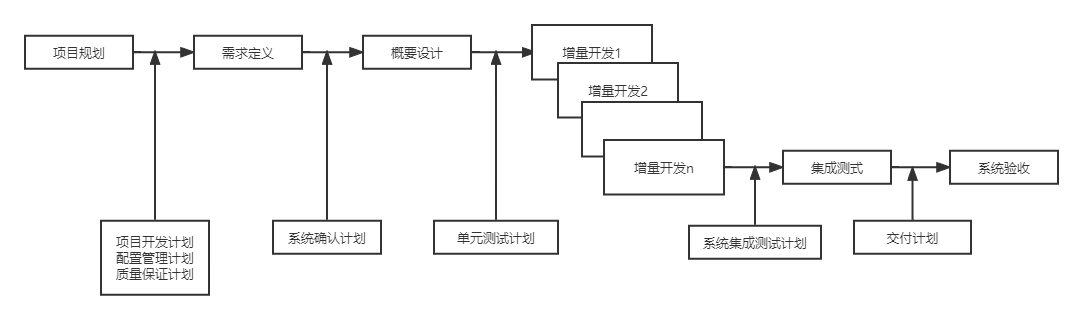 项目规划
需求定义
概要设计
增量开发1
增量开发2
增量开发n
集成测式
系统验收
项目开发计划
配置管理计划
质量保证计划
系统确认计划
单元测试计划
系统集成测试计划
交付计划